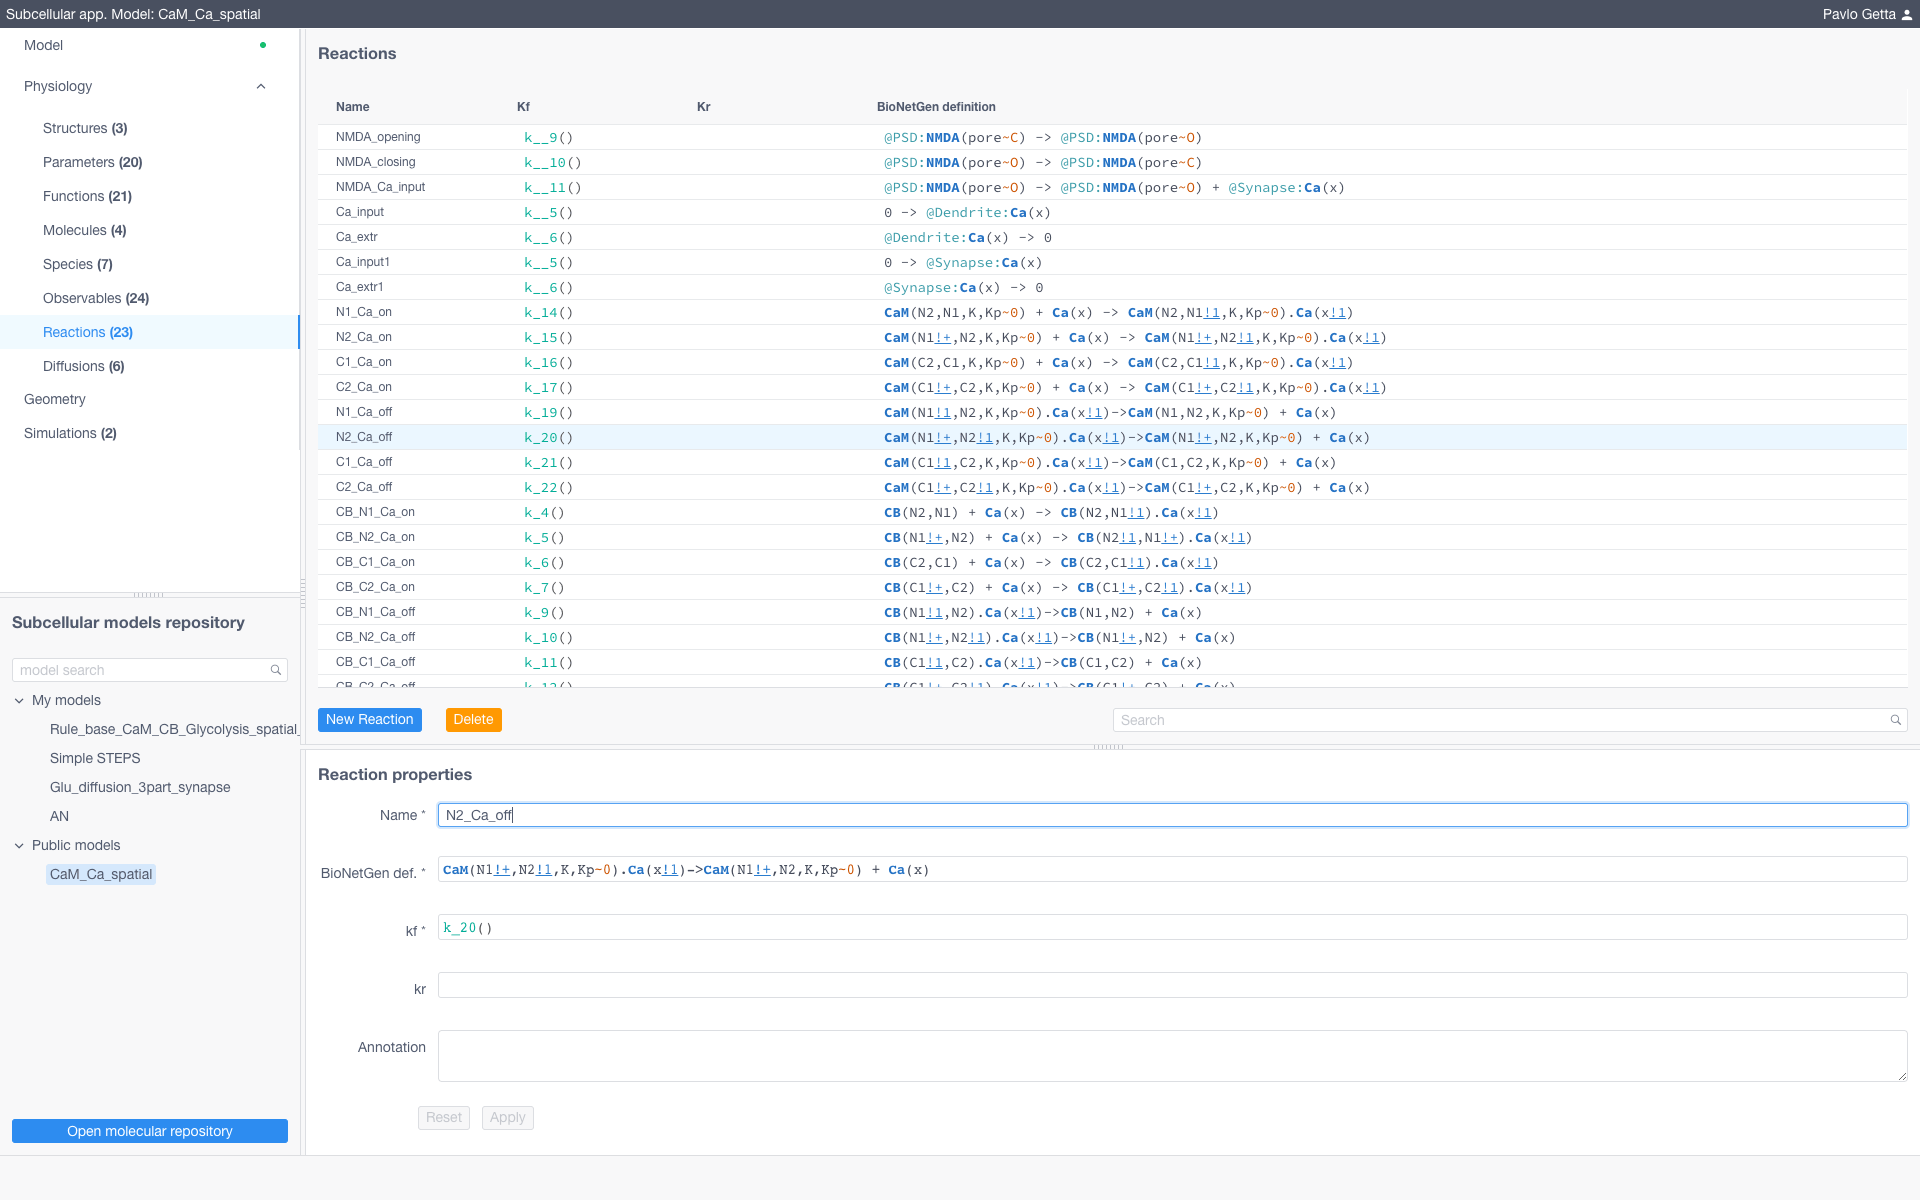 Subcellular app. Model: CaM_Ca_spatial
Pavlo Getta
Model
Physiology
Structures (3)
Parameters (20)
Functions (21)
Molecules (4)
Species (7)
Observables (24)
Reactions (23)
Diffusions (6)
Geometry
Simulations (2)
Subcellular models repository
model search
My models
Rule_base_CaM_CB_Glycolysis_spatial_
Simple STEPS
Glu_diffusion_3part_synapse
AN
Public models
CaM_Ca_spatial
Open molecular repository
Reactions
Name Kf Kr BioNetGen definition
NMDA_opening k__9() @PSD:NMDA(pore~C) -> @PSD:NMDA(pore~O)
NMDA_closing k__10() @PSD:NMDA(pore~O) -> @PSD:NMDA(pore~C)
NMDA_Ca_input k__11() @PSD:NMDA(pore~O) -> @PSD:NMDA(pore~O) + @Synapse:Ca(x)
Ca_input k__5() 0 -> @Dendrite:Ca(x)
Ca_extr k__6() @Dendrite:Ca(x) -> 0
Ca_input1 k__5() 0 -> @Synapse:Ca(x)
Ca_extr1 k__6() @Synapse:Ca(x) -> 0
N1_Ca_on k_14() CaM(N2,N1,K,Kp~0) + Ca(x) -> CaM(N2,N1!1,K,Kp~0).Ca(x!1)
N2_Ca_on k_15() CaM(N1!+,N2,K,Kp~0) + Ca(x) -> CaM(N1!+,N2!1,K,Kp~0).Ca(x!1)
C1_Ca_on k_16() CaM(C2,C1,K,Kp~0) + Ca(x) -> CaM(C2,C1!1,K,Kp~0).Ca(x!1)
C2_Ca_on k_17() CaM(C1!+,C2,K,Kp~0) + Ca(x) -> CaM(C1!+,C2!1,K,Kp~0).Ca(x!1)
N1_Ca_off k_19() CaM(N1!1,N2,K,Kp~0).Ca(x!1)->CaM(N1,N2,K,Kp~0) + Ca(x)
N2_Ca_off k_20() CaM(N1!+,N2!1,K,Kp~0).Ca(x!1)->CaM(N1!+,N2,K,Kp~0) + Ca(x)
C1_Ca_off k_21() CaM(C1!1,C2,K,Kp~0).Ca(x!1)->CaM(C1,C2,K,Kp~0) + Ca(x)
C2_Ca_off k_22() CaM(C1!+,C2!1,K,Kp~0).Ca(x!1)->CaM(C1!+,C2,K,Kp~0) + Ca(x)
CB_N1_Ca_on k_4() CB(N2,N1) + Ca(x) -> CB(N2,N1!1).Ca(x!1)
CB_N2_Ca_on k_5() CB(N1!+,N2) + Ca(x) -> CB(N2!1,N1!+).Ca(x!1)
CB_C1_Ca_on k_6() CB(C2,C1) + Ca(x) -> CB(C2,C1!1).Ca(x!1)
CB_C2_Ca_on k_7() CB(C1!+,C2) + Ca(x) -> CB(C1!+,C2!1).Ca(x!1)
CB_N1_Ca_off k_9() CB(N1!1,N2).Ca(x!1)->CB(N1,N2) + Ca(x)
CB_N2_Ca_off k_10() CB(N1!+,N2!1).Ca(x!1)->CB(N1!+,N2) + Ca(x)
CB_C1_Ca_off k_11() CB(C1!1,C2).Ca(x!1)->CB(C1,C2) + Ca(x)
CB_C2_Ca_off k_12() CB(C1!+,C2!1).Ca(x!1)->CB(C1!+,C2) + Ca(x)
New Reaction
Delete
Search
Reaction properties
Name * N2_Ca_off
BioNetGen def. * CaM(N1!+,N2!1,K,Kp~0).Ca(x!1)->CaM(N1!+,N2,K,Kp~0) + Ca(x)
kf * k_20()
kr
Annotation
Reset
Apply